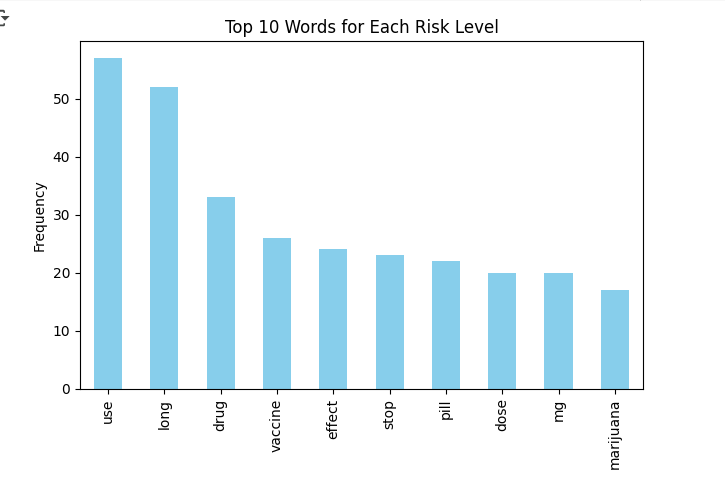 Top 10 Words for Each Risk Level
Frequency
50
40
30
20
10
0
use
long
drug
vaccine
effect
stop
pill
dose
mg
marijuana